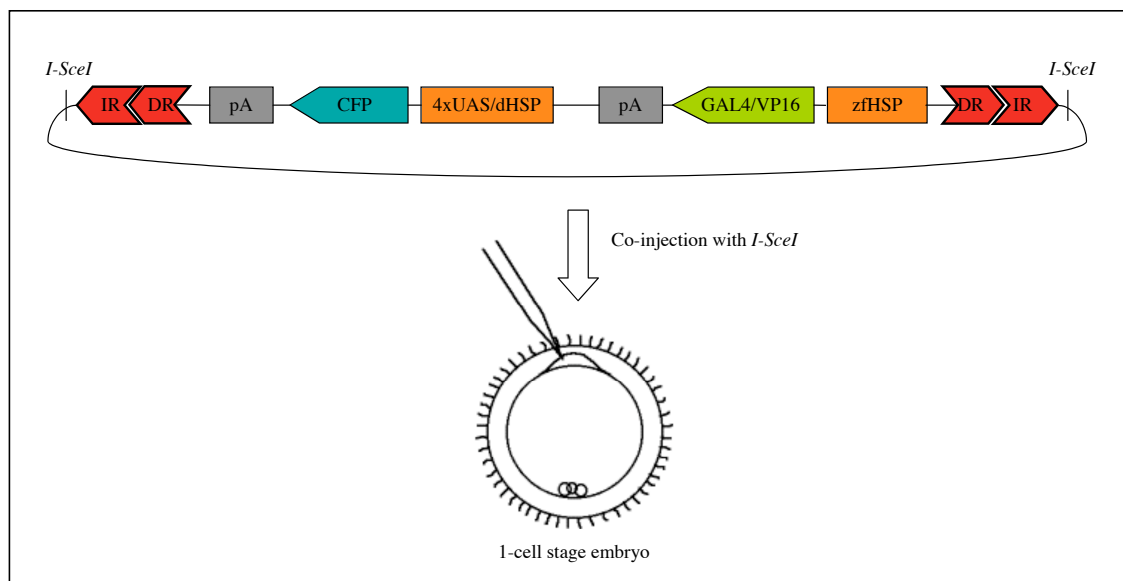 I-SceI I-SceI
IR DR pA CFP 4xUAS/dHSP pA GAL4/VP16 zfHSP DR IR
Co-injection with I-SceI
1-cell stage embryo